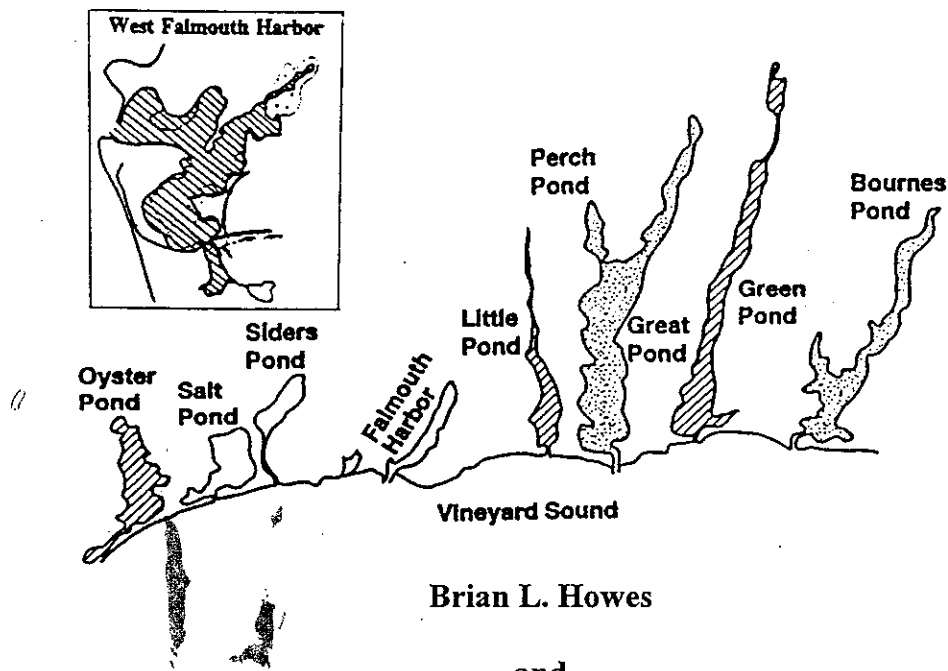 West Falmouth Harbor
Perch
Pond
Bournes
Pond
Green
Pond
Great
Pond
Little
Pond
Siders
Pond
Oyster
Pond
Salt
Pond
Falmouth
Harbor
Vineyard Sound
Brian L. Howes
and